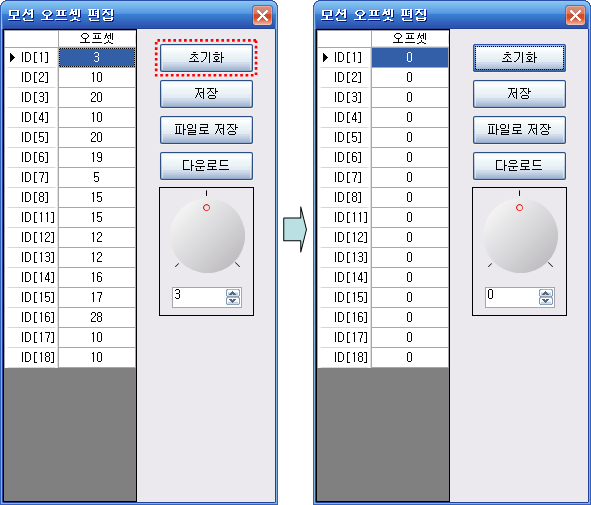 모션 오프셋 편집
오프셋
ID[1] 3
ID[2] 10
ID[3] 20
ID[4] 10
ID[5] 20
ID[6] 19
ID[7] 5
ID[8] 15
ID[11] 15
ID[12] 12
ID[13] 12
ID[14] 16
ID[15] 17
ID[16] 28
ID[17] 10
ID[18] 10
초기화
저장
파일로 저장
다운로드
3
모션 오프셋 편집
오프셋
ID[1] 0
ID[2] 0
ID[3] 0
ID[4] 0
ID[5] 0
ID[6] 0
ID[7] 0
ID[8] 0
ID[11] 0
ID[12] 0
ID[13] 0
ID[14] 0
ID[15] 0
ID[16] 0
ID[17] 0
ID[18] 0
초기화
저장
파일로 저장
다운로드
0